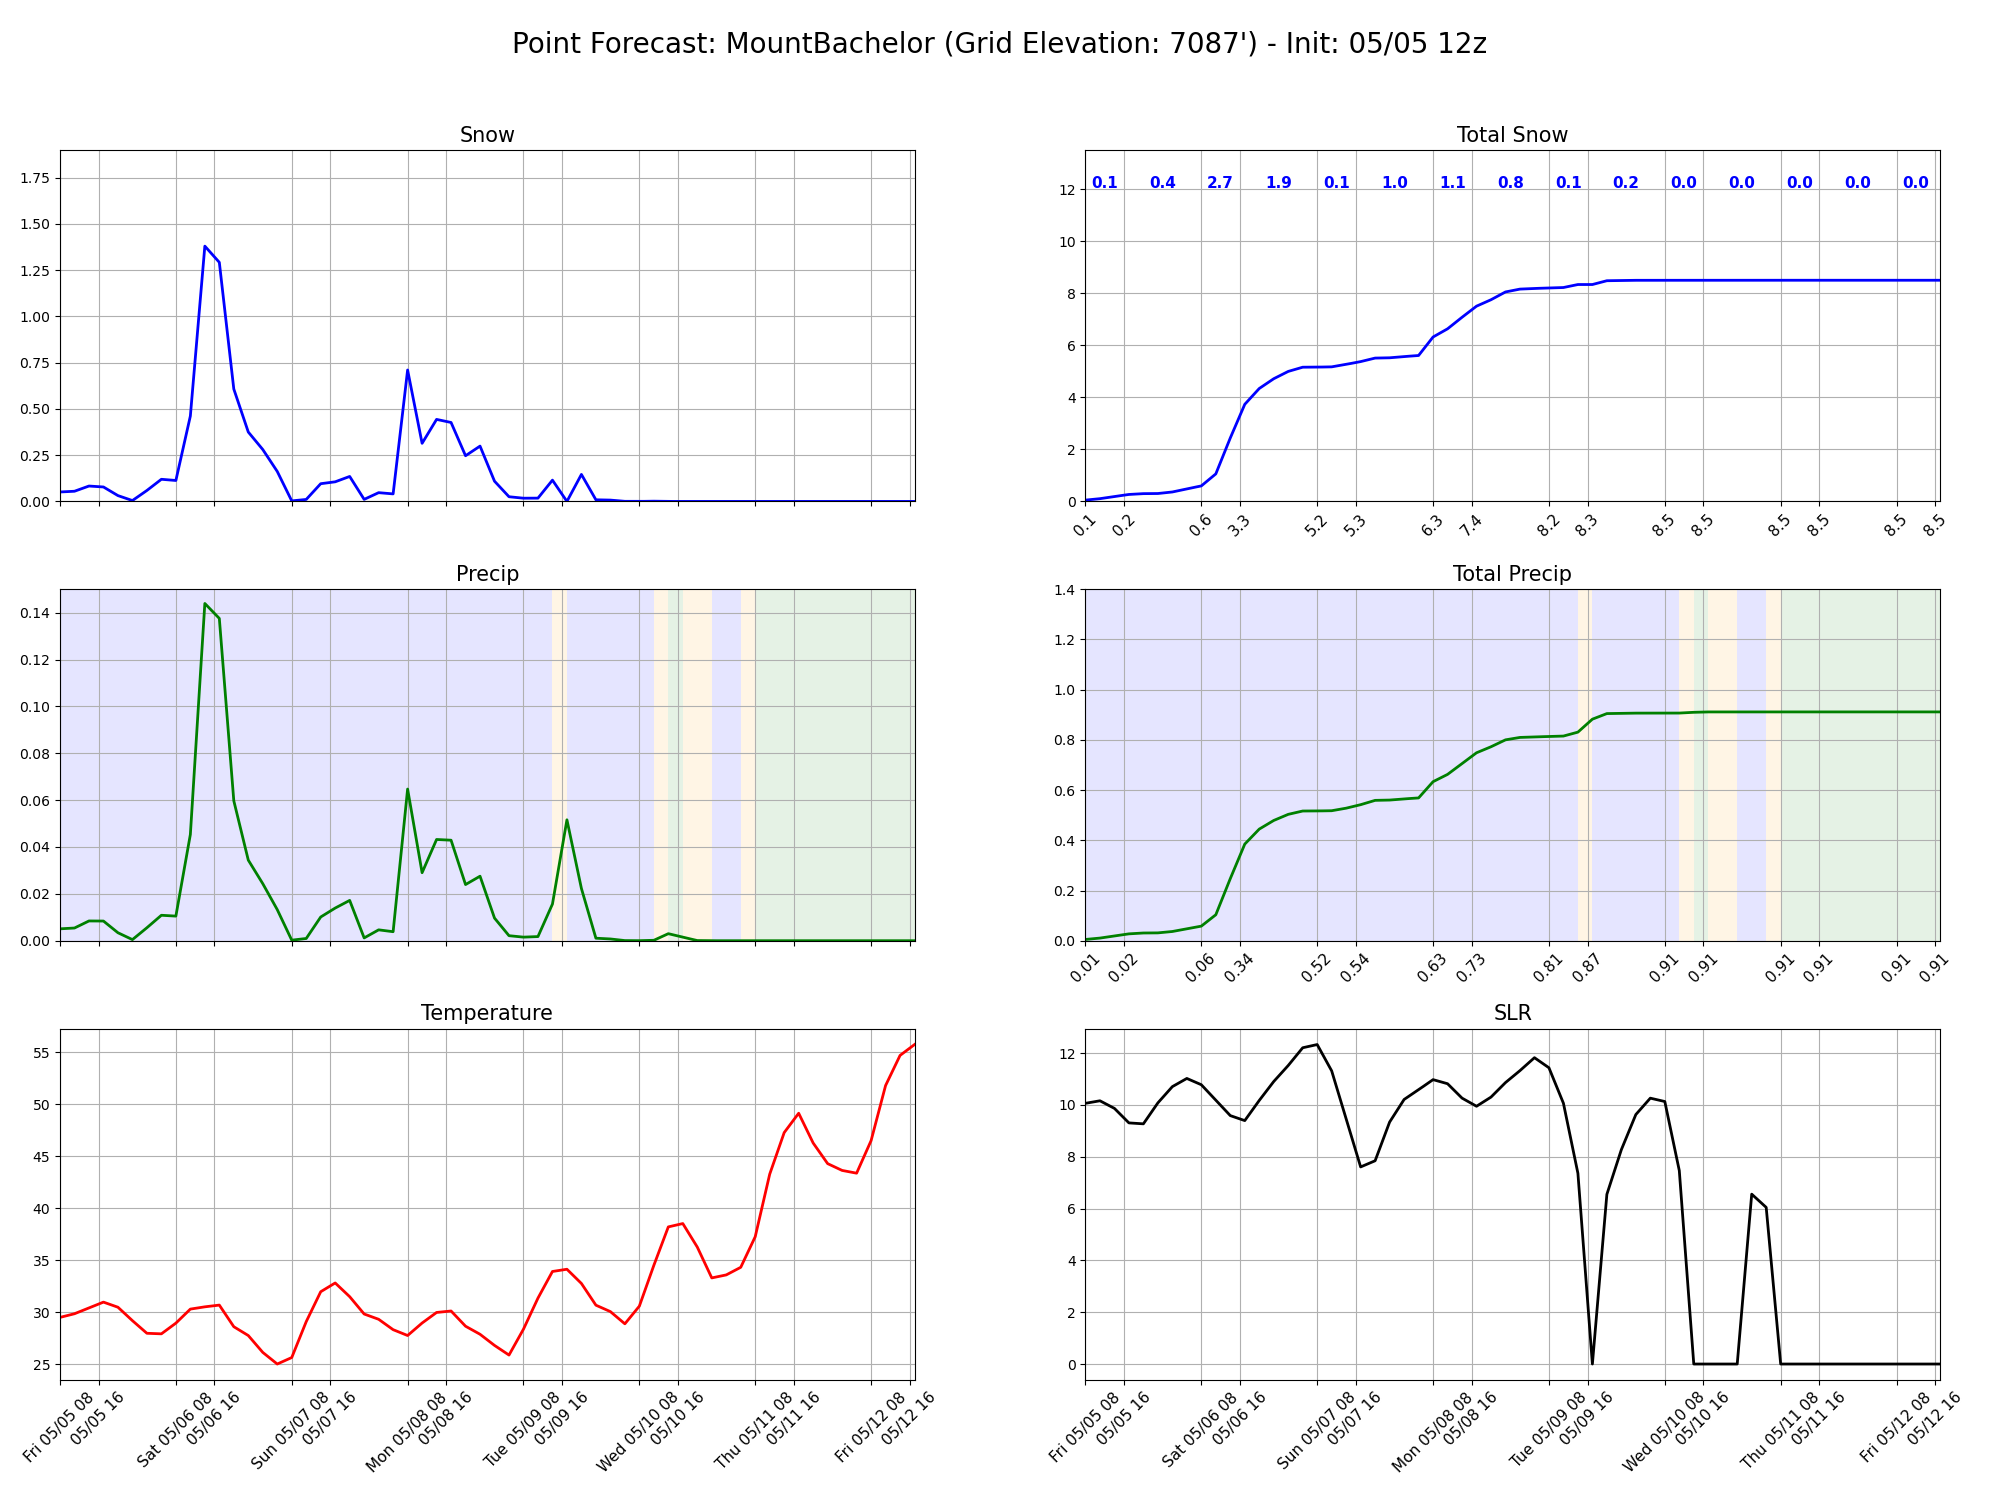 Point Forecast: MountBachelor (Grid Elevation: 7087') - Init: 05/05 12z
Snow
1.75
1.50
1.25
1.00
0.75
0.50
0.25
0.00
Total Snow
0.1 0.4 2.7 1.9 0.1 1.0 1.1 0.8 0.1 0.2 0.0 0.0 0.0 0.0 0.0
12
10
8
6
4
2
0
0.1 0.2 0.6 3.3 5.2 5.3 6.3 7.4 8.2 8.3 8.5 8.5 8.5 8.5 8.5 8.5
Precip
0.14
0.12
0.10
0.08
0.06
0.04
0.02
0.00
Total Precip
1.4
1.2
1.0
0.8
0.6
0.4
0.2
0.0
0.01 0.02 0.06 0.34 0.52 0.54 0.63 0.73 0.81 0.87 0.91 0.91 0.91 0.91 0.91 0.91
Temperature
55
50
45
40
35
30
25
Fri 05/05 08
05/05 16
Sat 05/06 08
05/06 16
Sun 05/07 08
05/07 16
Mon 05/08 08
05/08 16
Tue 05/09 08
05/09 16
Wed 05/10 08
05/10 16
Thu 05/11 08
05/11 16
Fri 05/12 08
05/12 16
SLR
12
10
8
6
4
2
0
Fri 05/05 08
05/05 16
Sat 05/06 08
05/06 16
Sun 05/07 08
05/07 16
Mon 05/08 08
05/08 16
Tue 05/09 08
05/09 16
Wed 05/10 08
05/10 16
Thu 05/11 08
05/11 16
Fri 05/12 08
05/12 16